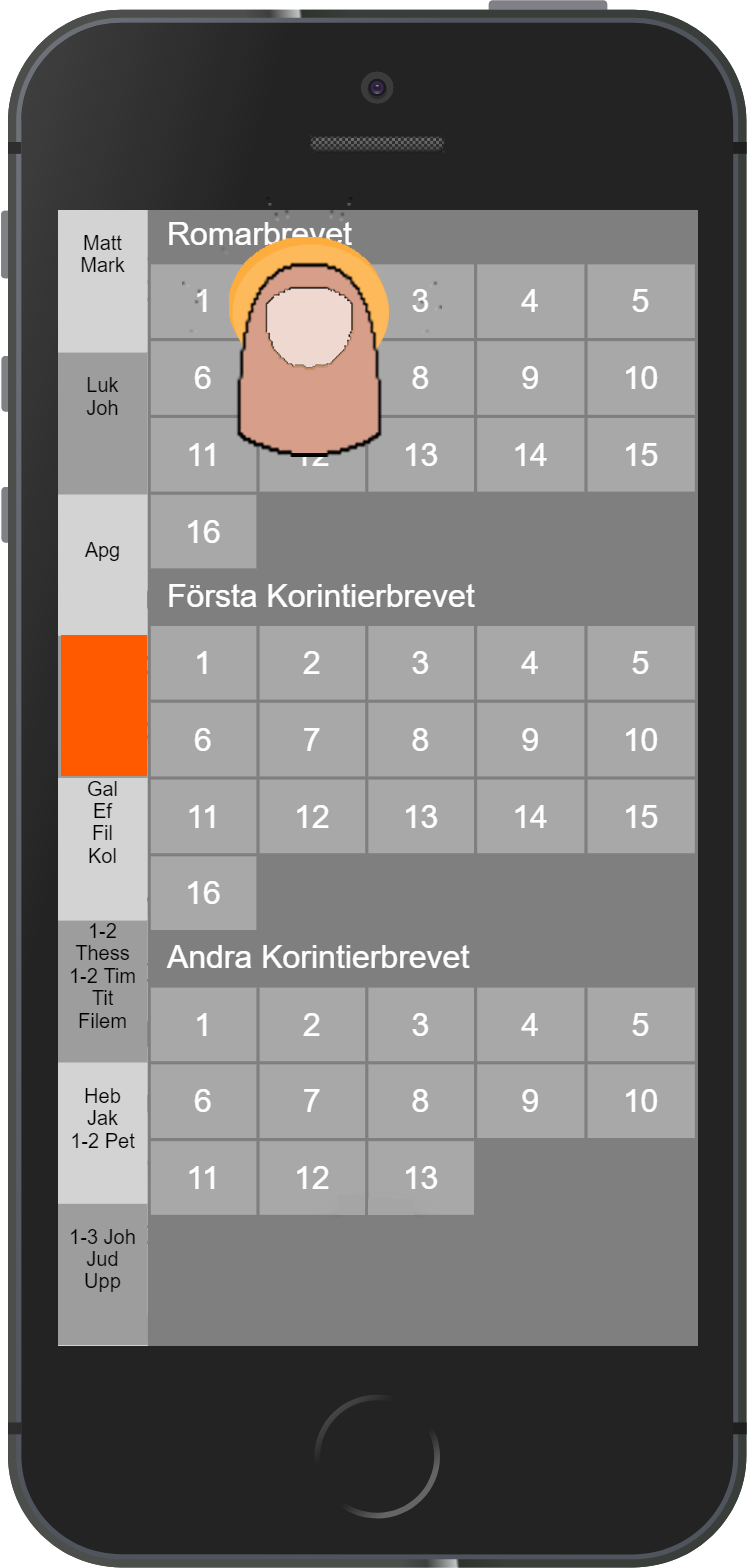 Matt
Mark
Luk
Joh
Apg
Gal
Ef
Fil
Kol
1-2
Thess
1-2 Tim
Tit
Filem
Heb
Jak
1-2 Pet
1-3 Joh
Jud
Upp
Romarbrevet
1 3 4 5
6 8 9 10
11 12 13 14 15
16
Första Korintierbrevet
1 2 3 4 5
6 7 8 9 10
11 12 13 14 15
16
Andra Korintierbrevet
1 2 3 4 5
6 7 8 9 10
11 12 13